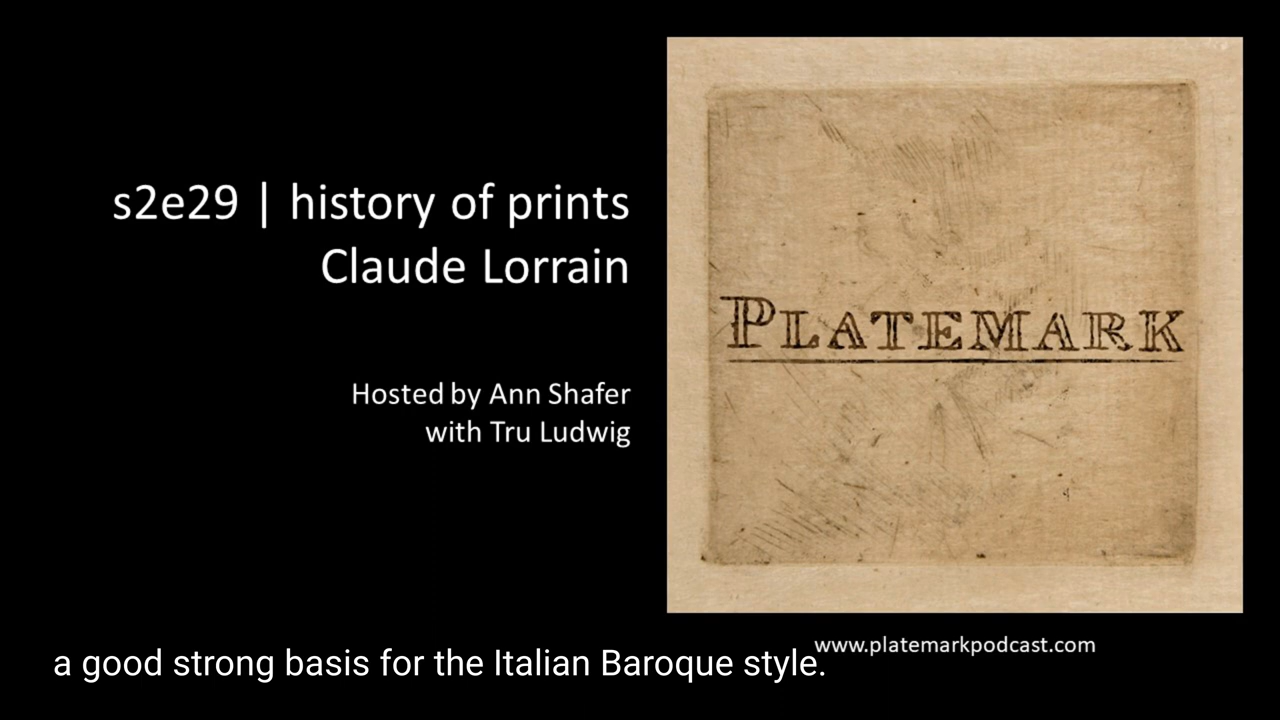 s2e29 | history of prints
Claude Lorrain
Hosted by Ann Shafer
with Tru Ludwig
PLATEMARK
www.platemarkpodcast.com
a good strong basis for the Italian Baroque style.